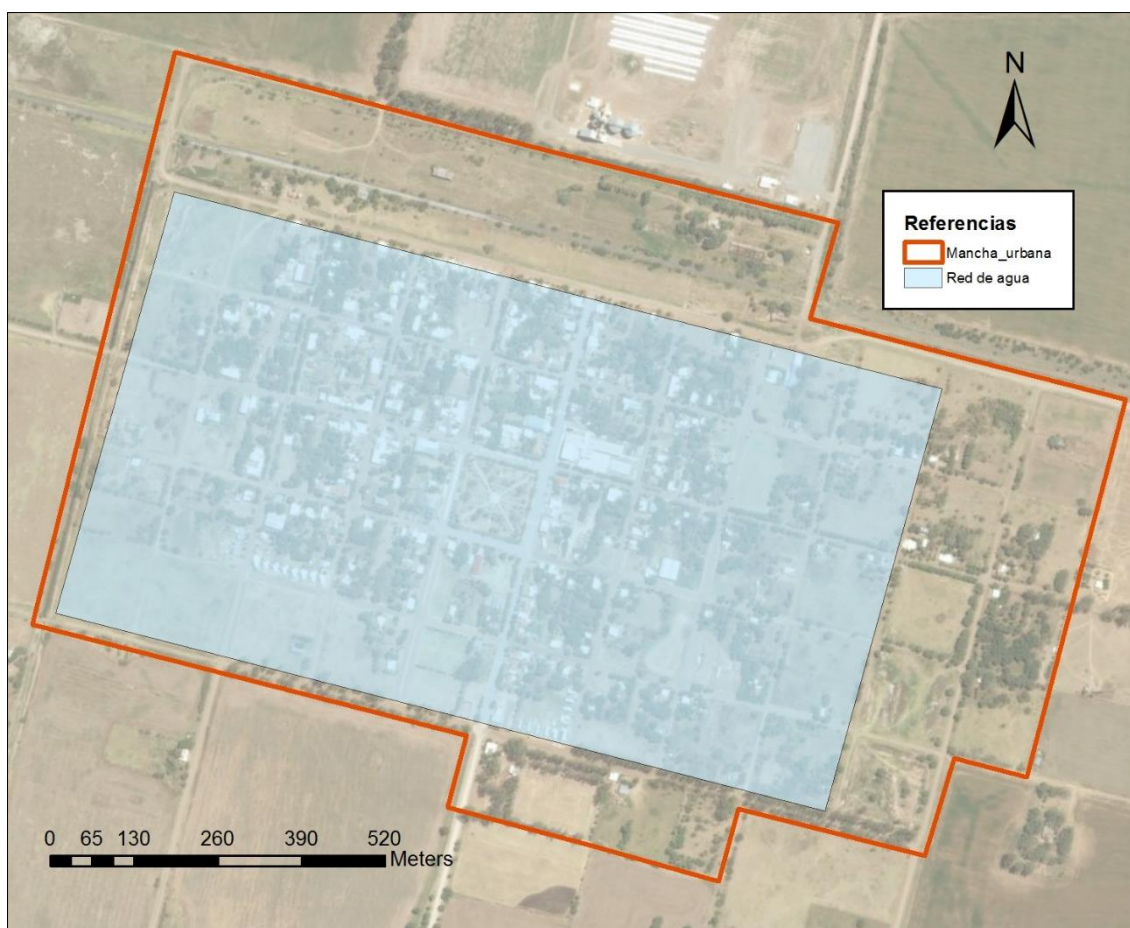 N
Referencias
Mancha_urbana
Red de agua
0 65 130 260 390 520
Meters